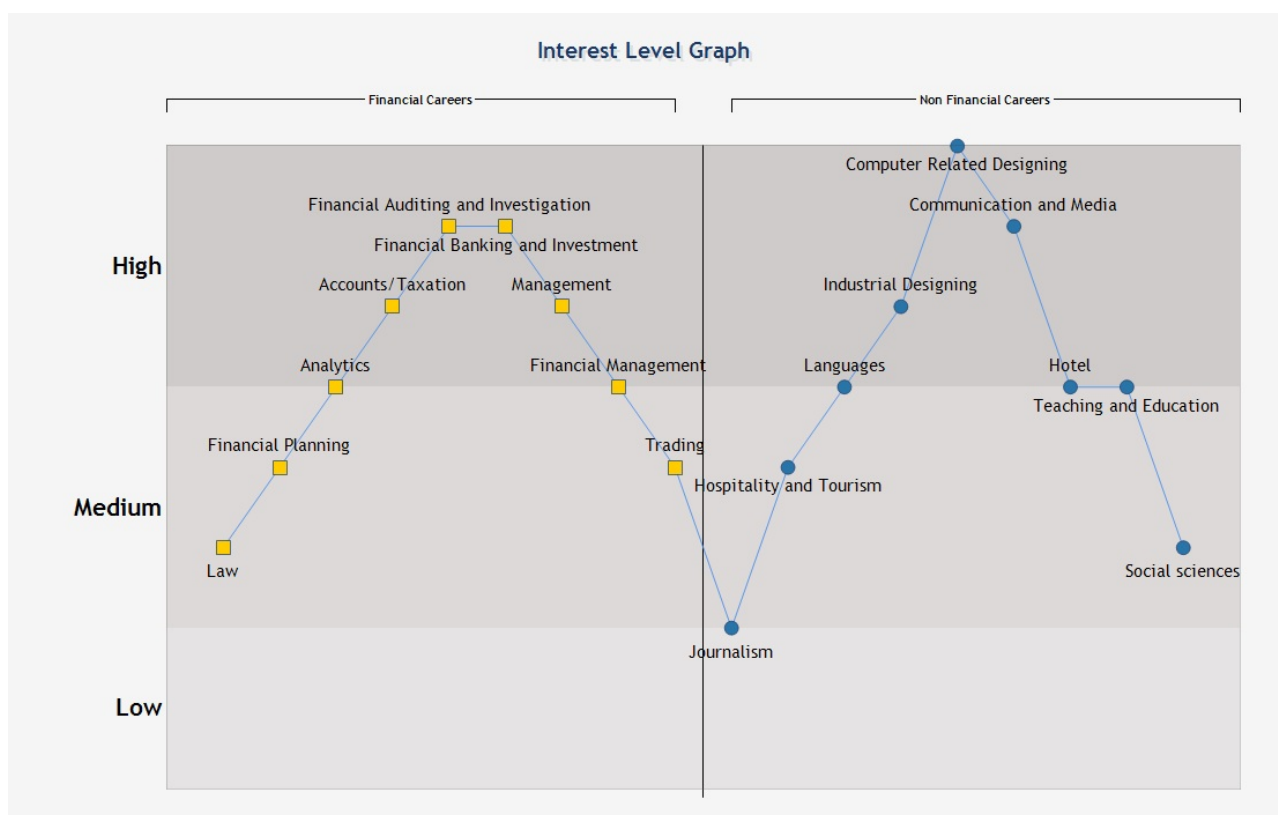 Interest Level Graph
Financial Careers
Non Financial Careers
Computer Related Designing
Financial Auditing and Investigation
Communication and Media
Financial Banking and Investment
High
Accounts/Taxation
Management
Industrial Designing
Analytics
Financial Management
Languages
Hotel
Teaching and Education
Financial Planning
Trading
Hospitality and Tourism
Medium
Law
Social sciences
Journalism
Low